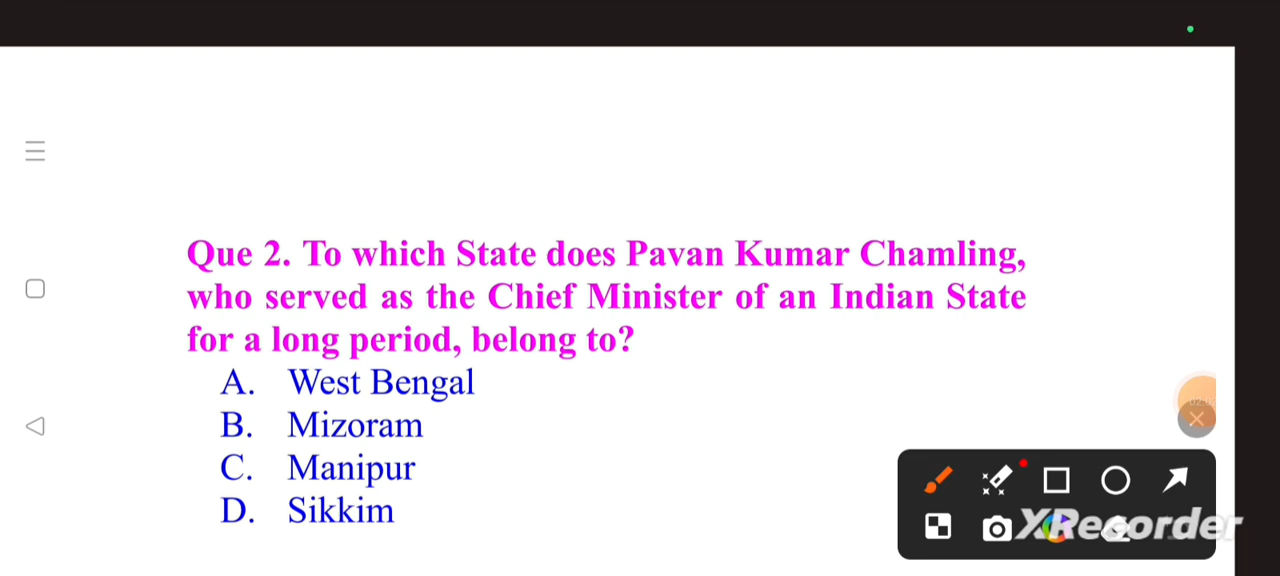 Que 2. To which State does Pavan Kumar Chamling,
who served as the Chief Minister of an Indian State
for a long period, belong to?
A. West Bengal
B. Mizoram
C. Manipur
D. Sikkim
XRecorder